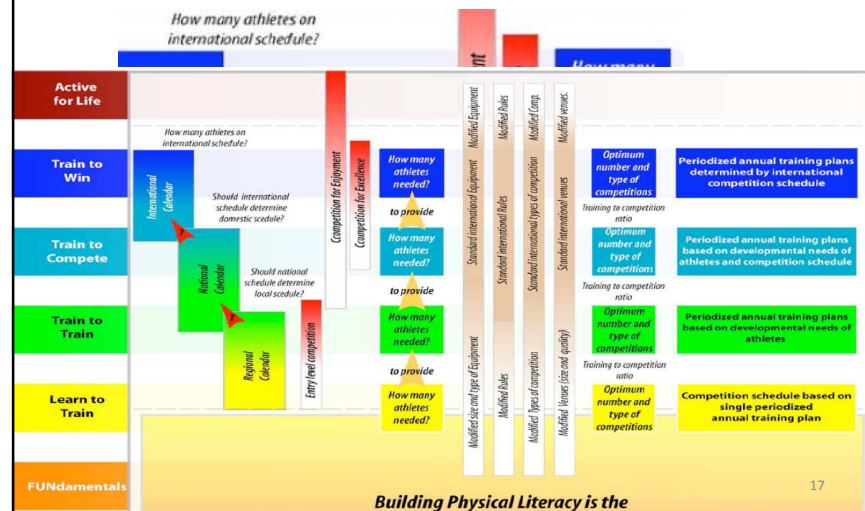 How many athletes on
international schedule?
How many
Active
for Life
Train to
Win
Train to
Compete
Train to
Train
Learn to
Train
FUNdamentals
How many athletes on
international schedule?
International
Calendar
1
Should international
schedule determine
domestic scedule?
National
Calendar
2
Should national
schedule determine
local sedule?
Regional
Calendar
Entry level competition
Competition for Enjoyment
Ccompetition for Excellence
How many
athletes
needed?
to provide
How many
athletes
needed?
to provide
How many
athletes
needed?
to provide
How many
athletes
needed?
Modified Equipment
Standard international Equipment
Modified size and type of Equipment
Modified Rules
Standard international Rules
Modified Rules
Modified Comp.
Standard international types of competition
Modified Types of competition
Modified venues.
Standard international venues
Modified Venues (size and quality)
Optimum
number and
type of
competitions
Training to competition
ratio
Optimum
number and
type of
competitions
Training to competition
ratio
Optimum
number and
type of
competitions
Training to competition
ratio
Optimum
number and
type of
competitions
Periodized annual training plans
determined by international
competition schedule
Periodized annual training plans
based on developmental needs of
athletes and competition schedule
Periodized annual training plans
based on developmental needs of
athletes
Competition schedule based on
single periodized
annual training plan
Building Physical Literacy is the
17